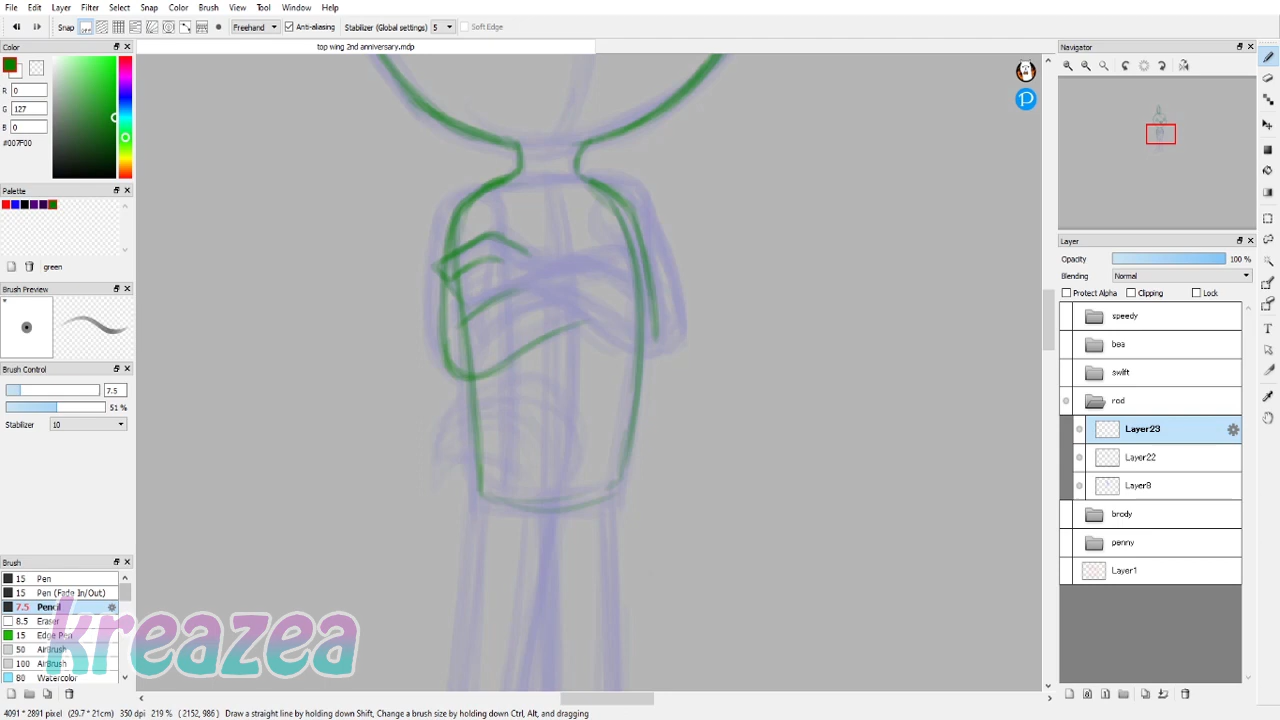 File Edit Layer Filter Select Snap Color Brush View Tool Window Help
Snap off Freehand Anti-aliasing Stabilizer (Global settings) 5 Soft Edge
Color
top wing 2nd anniversary.mdp
Navigator
R 0
G 127
B 0
#007F00
Palette
green
Brush Preview
Brush Control
7.5
51 %
Stabilizer 10
Brush
15 Pen
15 Pen (Fade In/Out)
7.5 Pencil
8.5 Eraser
15 Edge Pen
50 AirBrush
100 AirBrush
80 Watercolor
kreazea
P
Layer
Opacity 100 %
Blending Normal
Protect Alpha Clipping Lock
speedy
bea
swift
rod
Layer23
Layer22
Layer8
brody
penny
Layer1
4091 * 2891 pixel (29.7 * 21cm) 350 dpi 219 % ( 2152, 986 ) Draw a straight line by holding down Shift, Change a brush size by holding down Ctrl, Alt, and dragging